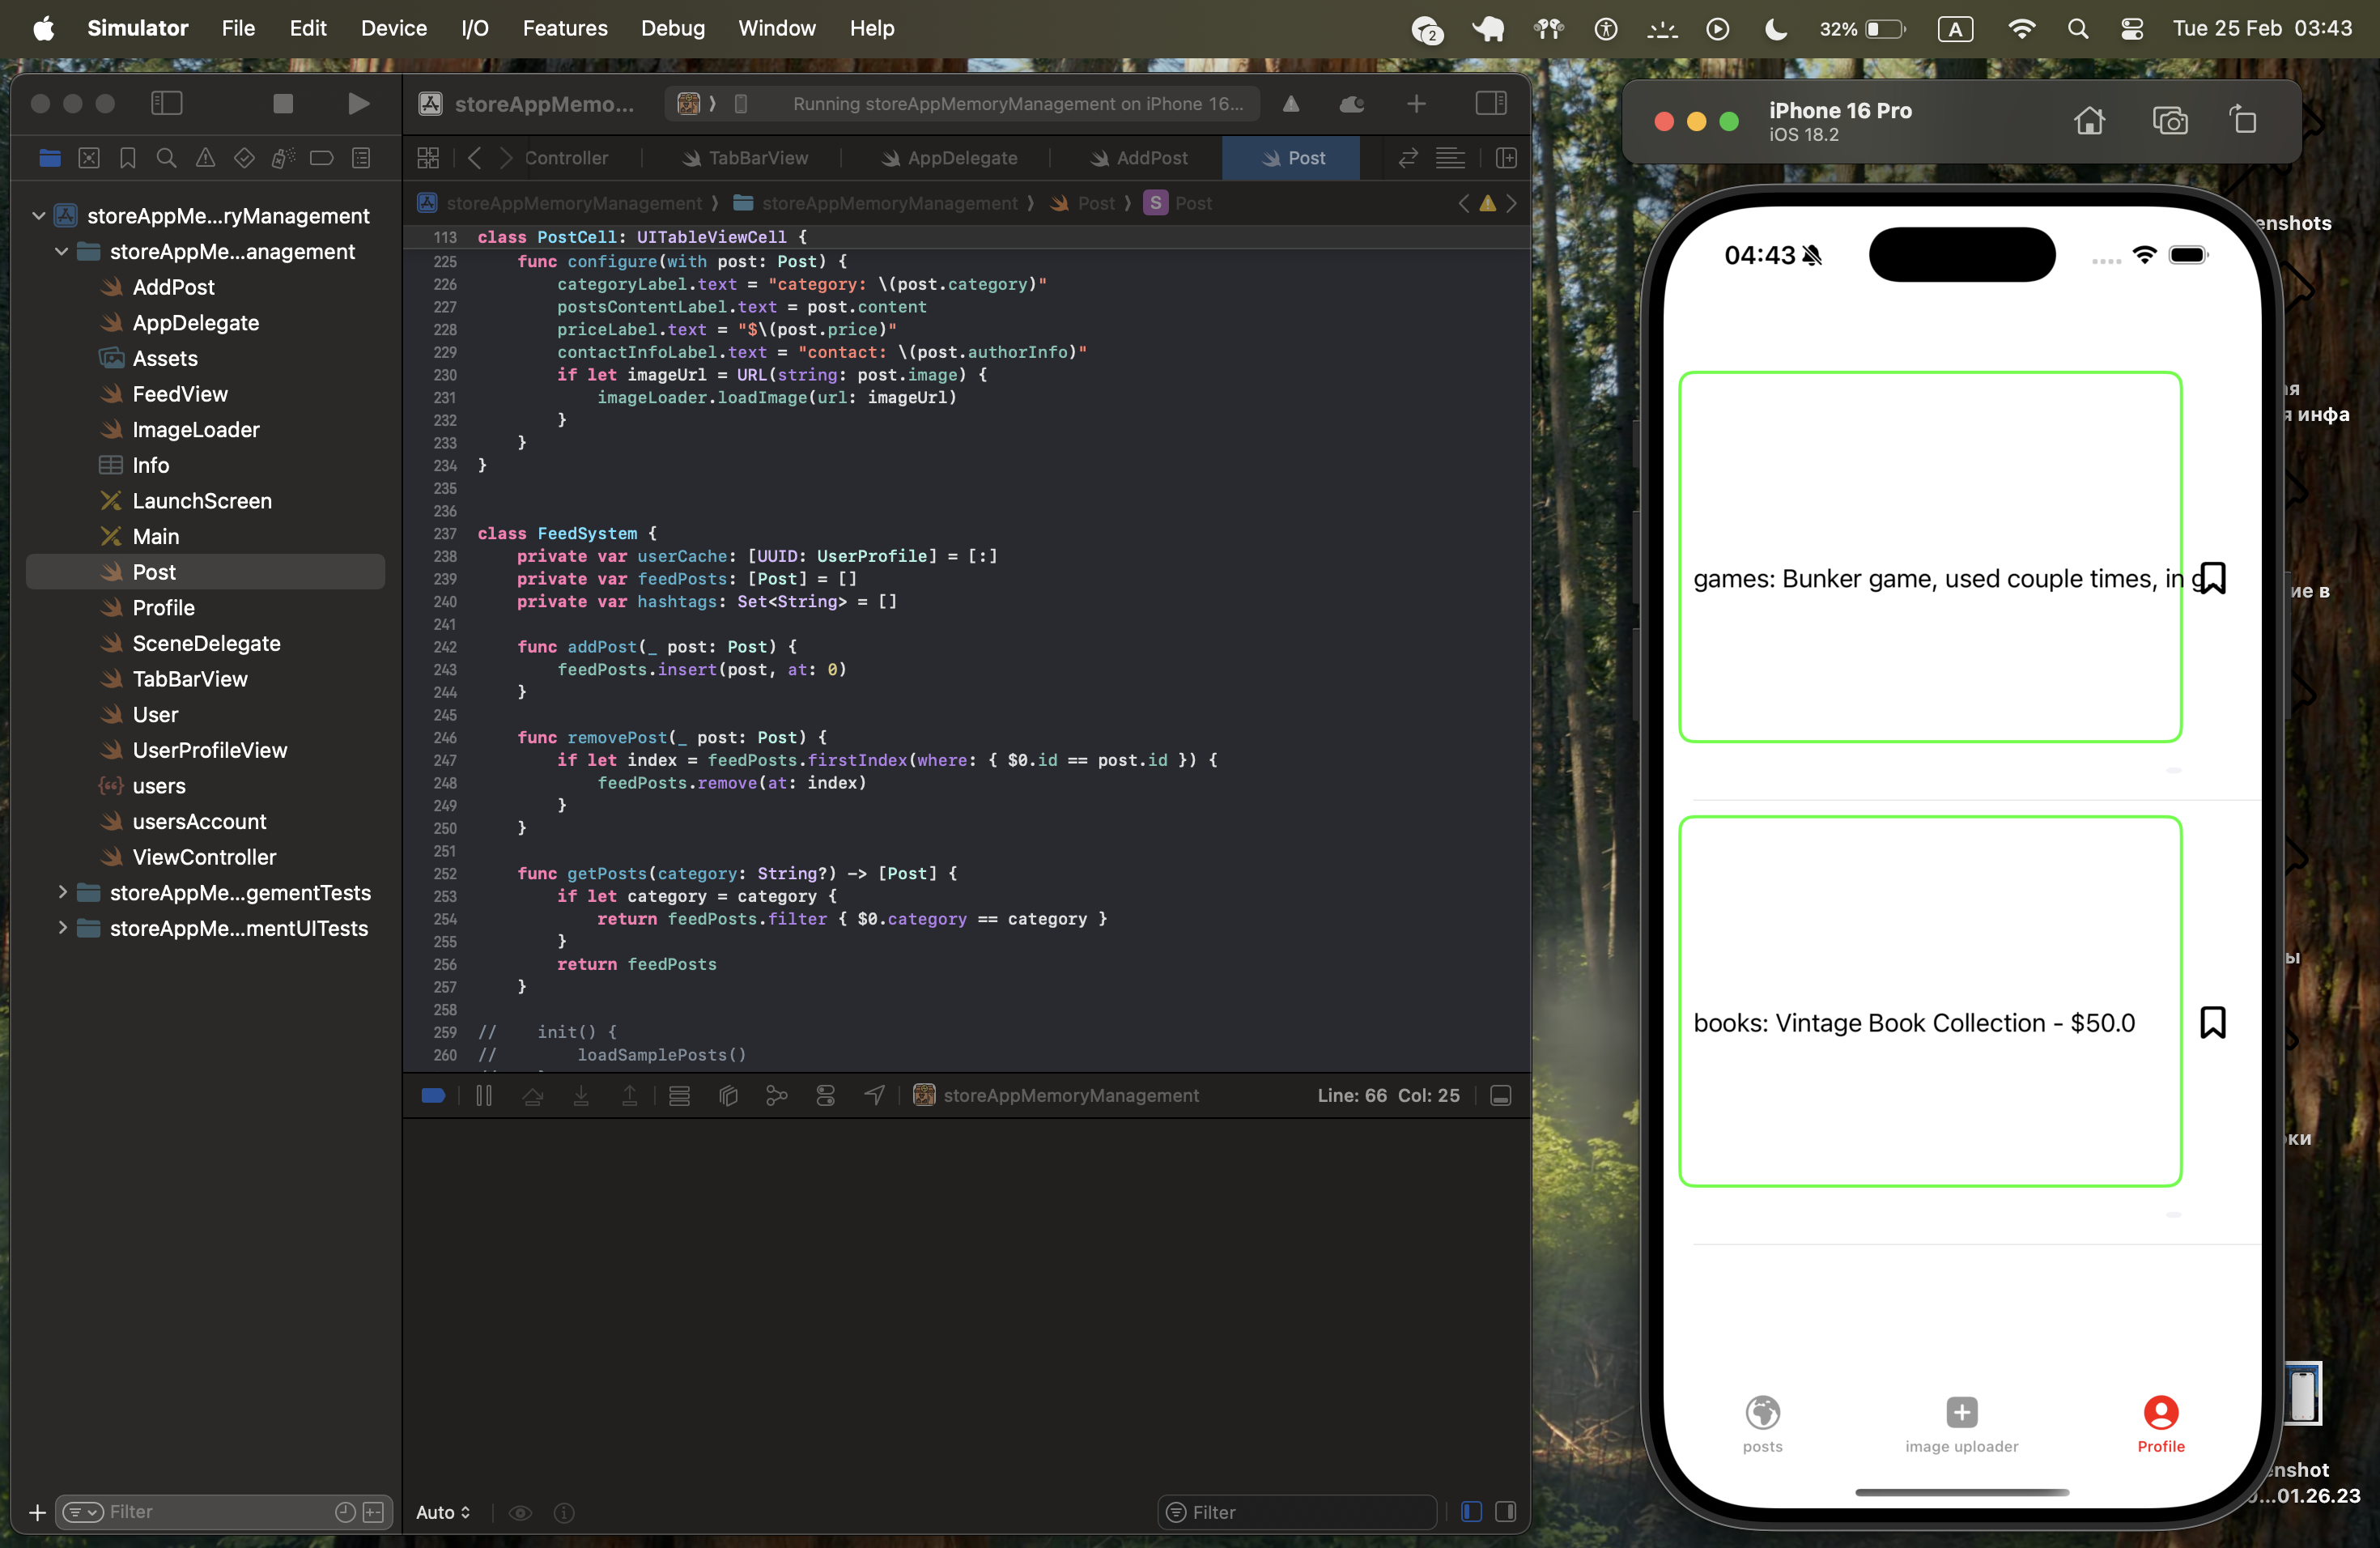 Simulator File Edit Device I/O Features Debug Window Help
2 32% A Tue 25 Feb 03:43
storeAppMemo...
Running storeAppMemoryManagement on iPhone 16...
Controller TabBarView AppDelegate AddPost Post
storeAppMemoryManagement storeAppMemoryManagement Post S Post
storeAppMe...ryManagement
storeAppMe...anagement
AddPost
AppDelegate
Assets
FeedView
ImageLoader
Info
LaunchScreen
Main
Post
Profile
SceneDelegate
TabBarView
User
UserProfileView
users
usersAccount
ViewController
storeAppMe...gementTests
storeAppMe...mentUITests
Filter
113 class PostCell: UITableViewCell {
225     func configure(with post: Post) {
226         categoryLabel.text = "category: \(post.category)"
227         postsContentLabel.text = post.content
228         priceLabel.text = "$\(post.price)"
229         contactInfoLabel.text = "contact: \(post.authorInfo)"
230         if let imageUrl = URL(string: post.image) {
231             imageLoader.loadImage(url: imageUrl)
232         }
233     }
234 }
235
236
237 class FeedSystem {
238     private var userCache: [UUID: UserProfile] = [:]
239     private var feedPosts: [Post] = []
240     private var hashtags: Set<String> = []
241
242     func addPost(_ post: Post) {
243         feedPosts.insert(post, at: 0)
244     }
245
246     func removePost(_ post: Post) {
247         if let index = feedPosts.firstIndex(where: { $0.id == post.id }) {
248             feedPosts.remove(at: index)
249         }
250     }
251
252     func getPosts(category: String?) -> [Post] {
253         if let category = category {
254             return feedPosts.filter { $0.category == category }
255         }
256         return feedPosts
257     }
258
259 //    init() {
260 //        loadSamplePosts()
storeAppMemoryManagement
Line: 66 Col: 25
Auto
Filter
iPhone 16 Pro
iOS 18.2
04:43
games: Bunker game, used couple times, in g
books: Vintage Book Collection - $50.0
posts
image uploader
Profile
enshots
ая
я инфа
ие в
ы
оки
enshot
0...01.26.23